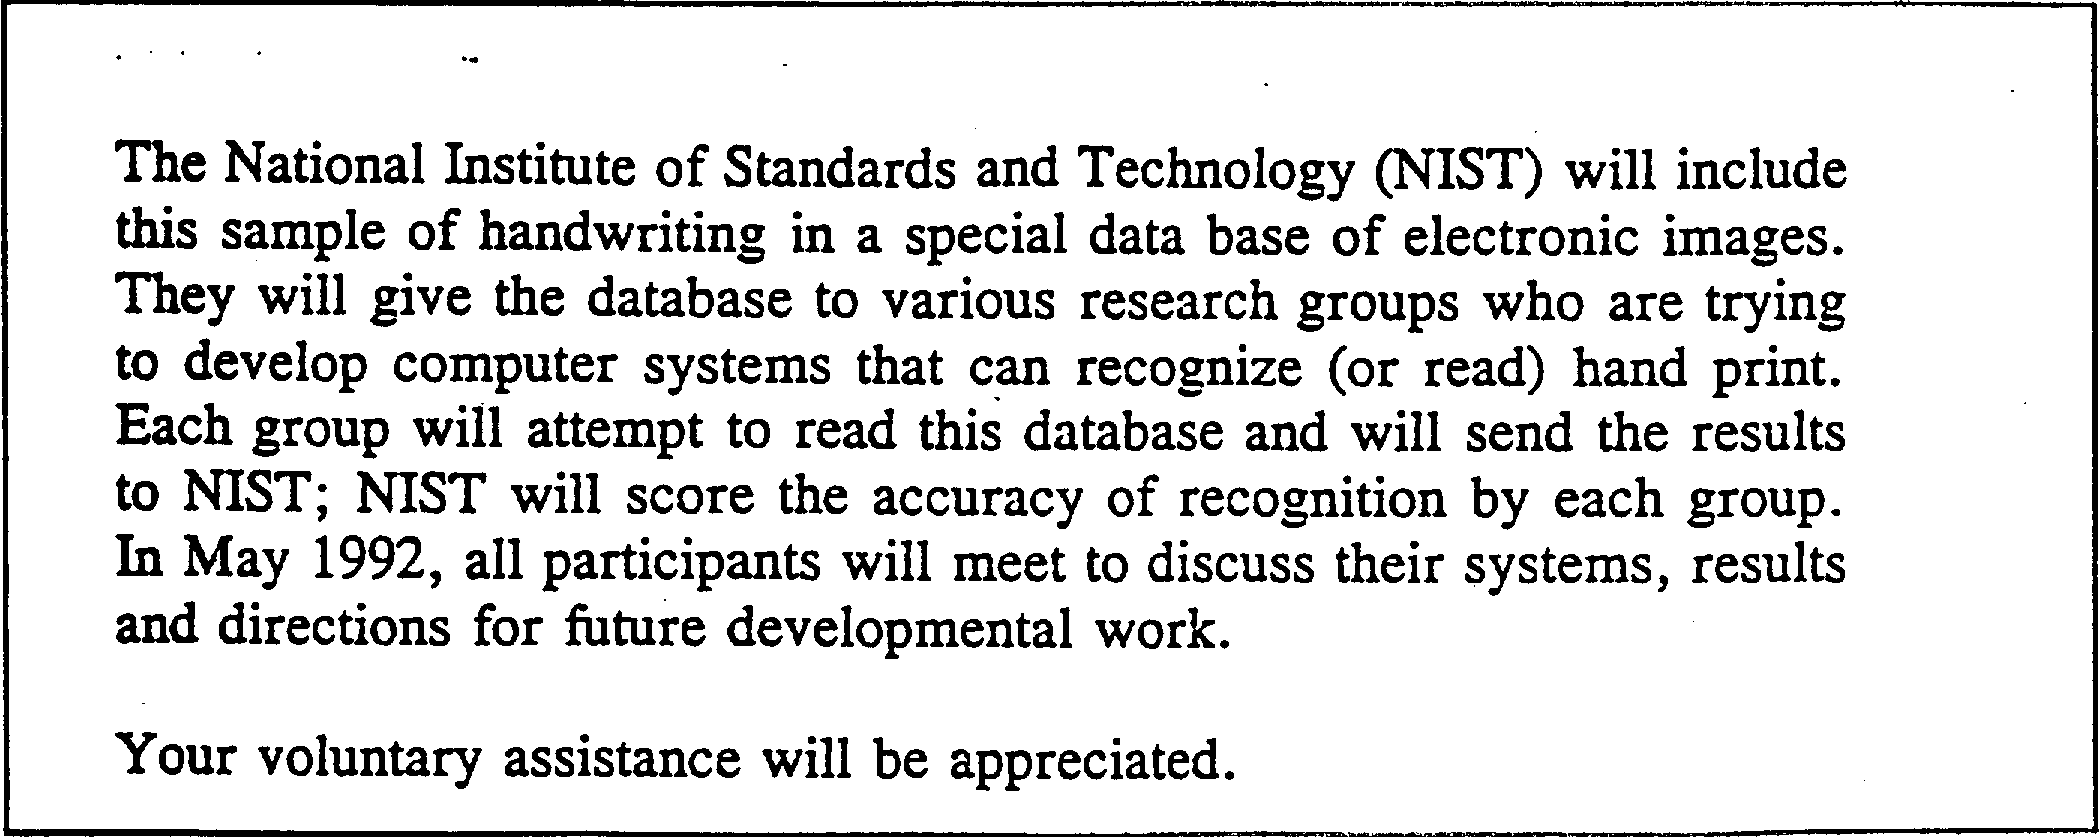 The National Institute of Standards and Technology (NIST) will include
this sample of handwriting in a special data base of electronic images.
They will give the database to various research groups who are trying
to develop computer systems that can recognize (or read) hand print.
Each group will attempt to read this database and will send the results
to NIST; NIST will score the accuracy of recognition by each group.
In May 1992, all participants will meet to discuss their systems, results
and directions for future developmental work.
Your voluntary assistance will be appreciated.